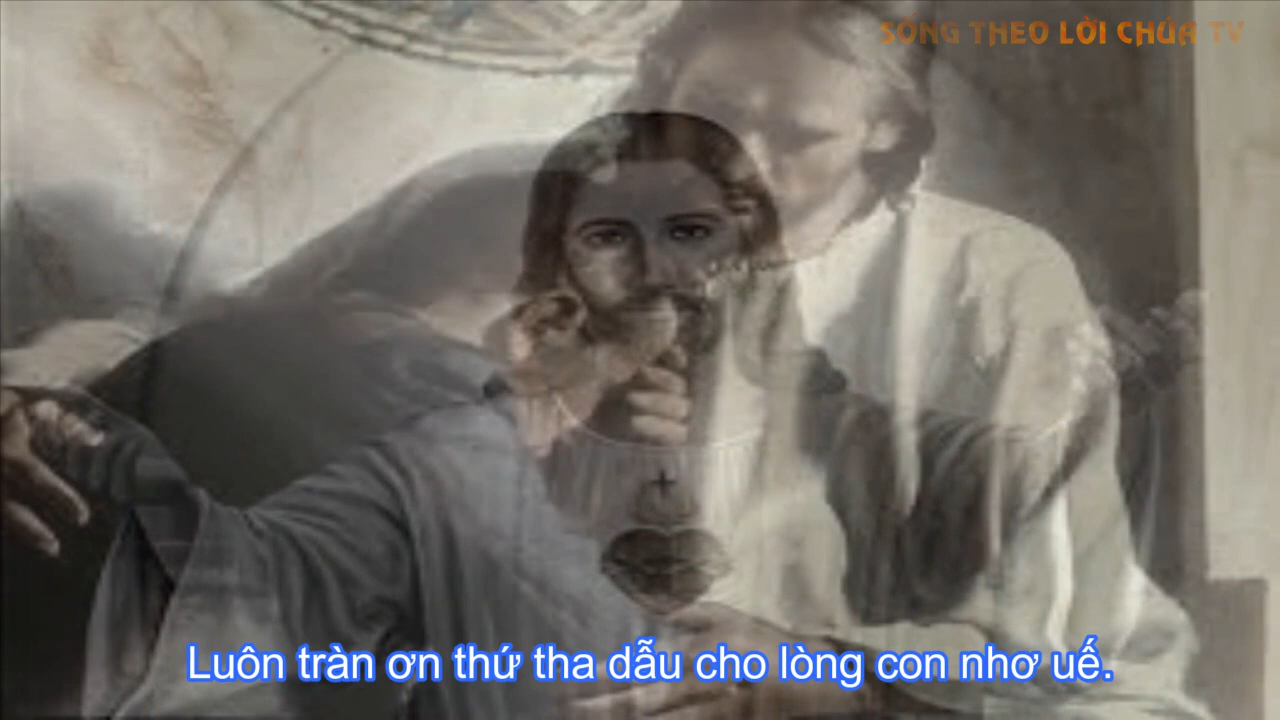 SỐNG THEO LỜI CHÚA TV
Luôn tràn ơn thứ tha dẫu cho lòng con nhơ uế.